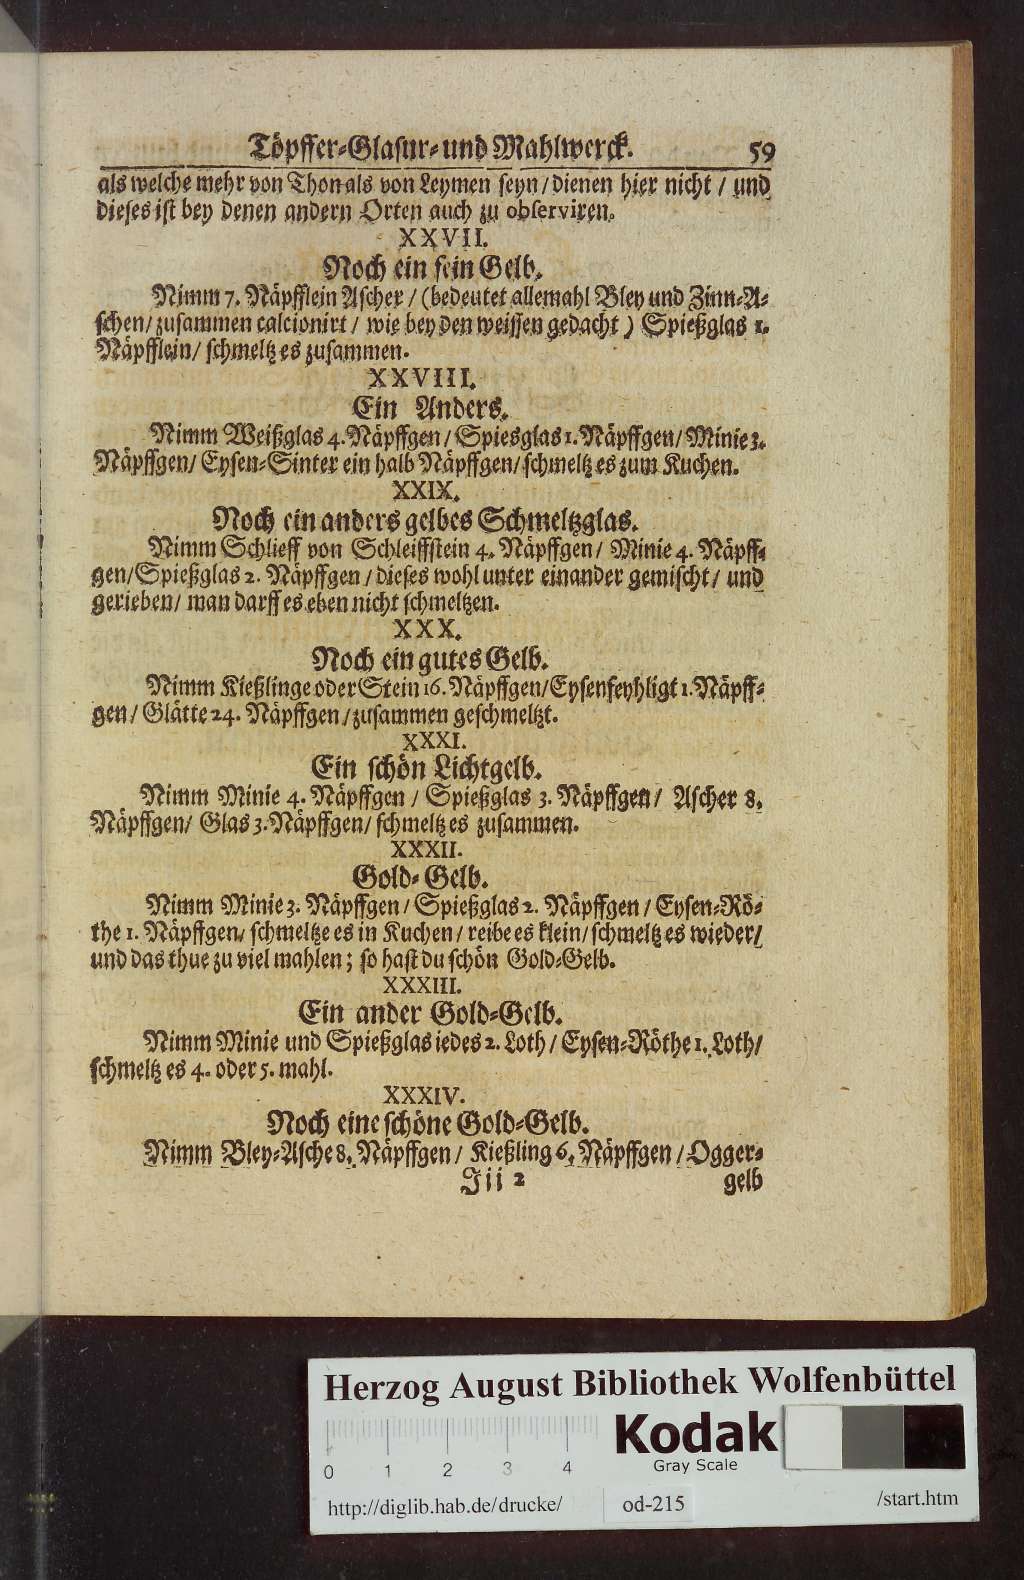 Töpffer-Glasur- und Mahlwerck. 59
als welche mehr von Thon als von Leymen seyn / dienen hier nicht / und
dieses ist bey denen andern Orten auch zu observiren.
XXVII.
Noch ein fein Gelb.
Nimm 7. Näpfflein Ascher / (bedeutet allemahl Bley und Zinn-A-
schen / zusammen calcionirt / wie bey den weissen gedacht) Spießglas 1.
Näpfflein / schmeltz es zusammen.
XXVIII.
Ein Anders.
Nimm Weißglas 4. Näpffgen / Spiesglas 1. Näpffgen / Minie 3.
Näpffgen / Eysen-Sinter ein halb Näpffgen / schmeltz es zum Kuchen.
XXIX.
Noch ein anders gelbes Schmeltzglas.
Nimm Schlieff von Schleiffstein 4. Näpffgen / Minie 4. Näpff-
gen / Spießglas 2. Näpffgen / dieses wohl unter einander gemischt / und
gerieben / man darff es eben nicht schmeltzen.
XXX.
Noch ein gutes Gelb.
Nimm Kießlinge oder Stein 16. Näpffgen / Eysenfeyhligt 1. Näpff-
gen / Glätte 24. Näpffgen / zusammen geschmeltzt.
XXXI.
Ein schön Lichtgelb.
Nimm Minie 4. Näpffgen / Spießglas 3. Näpffgen / Ascher 8.
Näpffgen / Glas 3. Näpffgen / schmeltz es zusammen.
XXXII.
Gold-Gelb.
Nimm Minie 3. Näpffgen / Spießglas 2. Näpffgen / Eysen-Rö-
the 1. Näpffgen / schmeltze es in Kuchen / reibe es klein / schmeltz es wieder /
und das thue zu viel mahlen; so hast du schön Gold-Gelb.
XXXIII.
Ein ander Gold-Gelb.
Nimm Minie und Spießglas iedes 2. Loth / Eysen-Röthe 1. Loth /
schmeltz es 4. oder 5. mahl.
XXXIV.
Noch eine schöne Gold-Gelb.
Nimm Bley-Asche 8. Näpffgen / Kießling 6. Näpffgen / Ogger-
Jii 2 gelb
Herzog August Bibliothek Wolfenbüttel
Kodak
Gray Scale
0 1 2 3 4
http://diglib.hab.de/drucke/ od-215 /start.htm